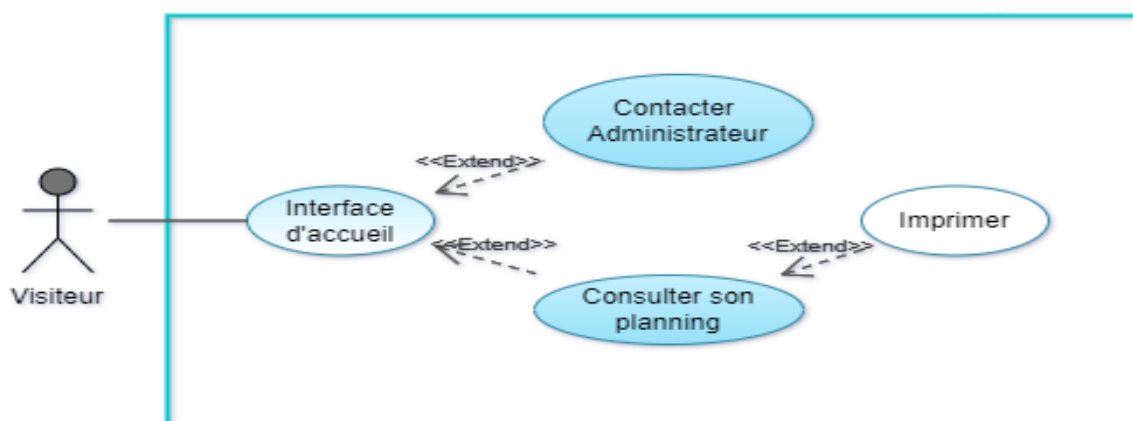 Contacter
Administrateur
<<Extend>>
Interface
d'accueil
Imprimer
<<Extend>>
<<Extend>>
Visiteur
Consulter son
planning